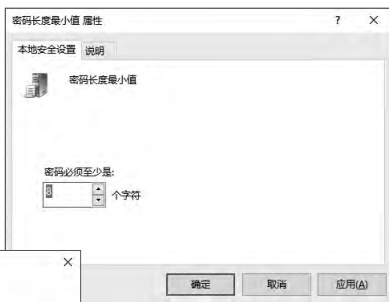 密码长度最小值 属性
? ×
本地安全设置 说明
密码长度最小值
密码必须至少是:
8 个字符
×
确定 取消 应用(A)